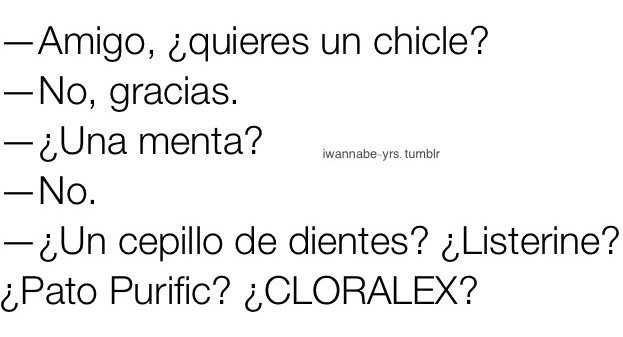 —Amigo, ¿quieres un chicle?
—No, gracias.
—¿Una menta?
iwannabe-yrs. tumblr
—No.
—¿Un cepillo de dientes? ¿Listerine?
¿Pato Purific? ¿CLORALEX?